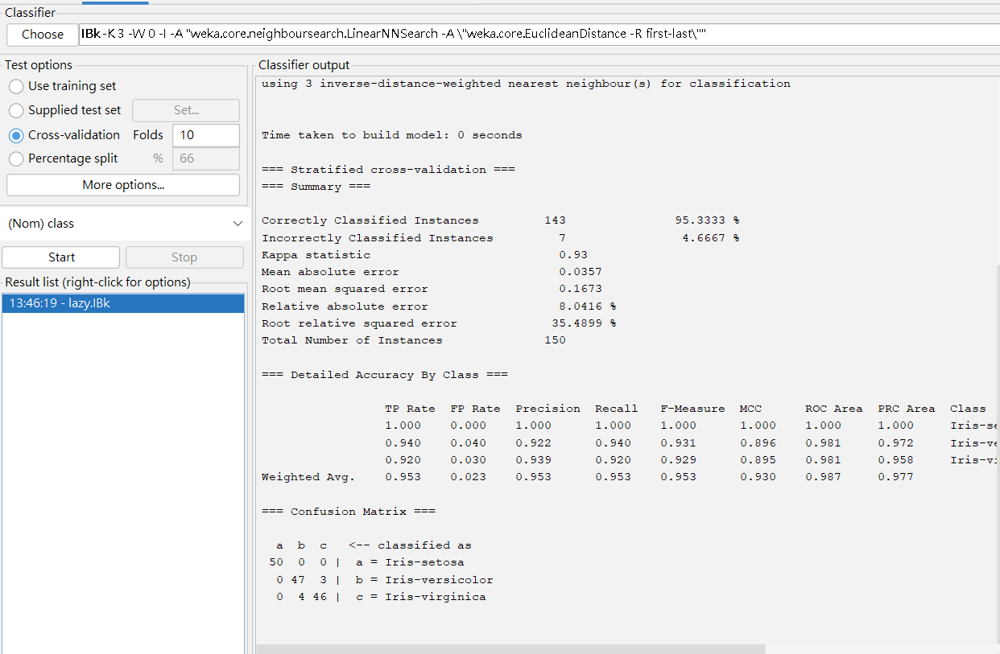 Classifier
Choose
IBk -K 3 -W 0 -I -A "weka.core.neighboursearch.LinearNNSearch -A \"weka.core.EuclideanDistance -R first-last\""
Test options
Use training set
Supplied test set Set...
Cross-validation Folds 10
Percentage split % 66
More options...
(Nom) class
Start Stop
Result list (right-click for options)
13:46:19 - lazy.IBk
Classifier output
using 3 inverse-distance-weighted nearest neighbour(s) for classification
Time taken to build model: 0 seconds
=== Stratified cross-validation ===
=== Summary ===
Correctly Classified Instances 143 95.3333 %
Incorrectly Classified Instances 7 4.6667 %
Kappa statistic 0.93
Mean absolute error 0.0357
Root mean squared error 0.1673
Relative absolute error 8.0416 %
Root relative squared error 35.4899 %
Total Number of Instances 150
=== Detailed Accuracy By Class ===
TP Rate FP Rate Precision Recall F-Measure MCC ROC Area PRC Area Class
1.000 0.000 1.000 1.000 1.000 1.000 1.000 1.000 Iris-se
0.940 0.040 0.922 0.940 0.931 0.896 0.981 0.972 Iris-ve
0.920 0.030 0.939 0.920 0.929 0.895 0.981 0.958 Iris-vi
Weighted Avg. 0.953 0.023 0.953 0.953 0.953 0.930 0.987 0.977
=== Confusion Matrix ===
a b c <-- classified as
50 0 0 | a = Iris-setosa
0 47 3 | b = Iris-versicolor
0 4 46 | c = Iris-virginica